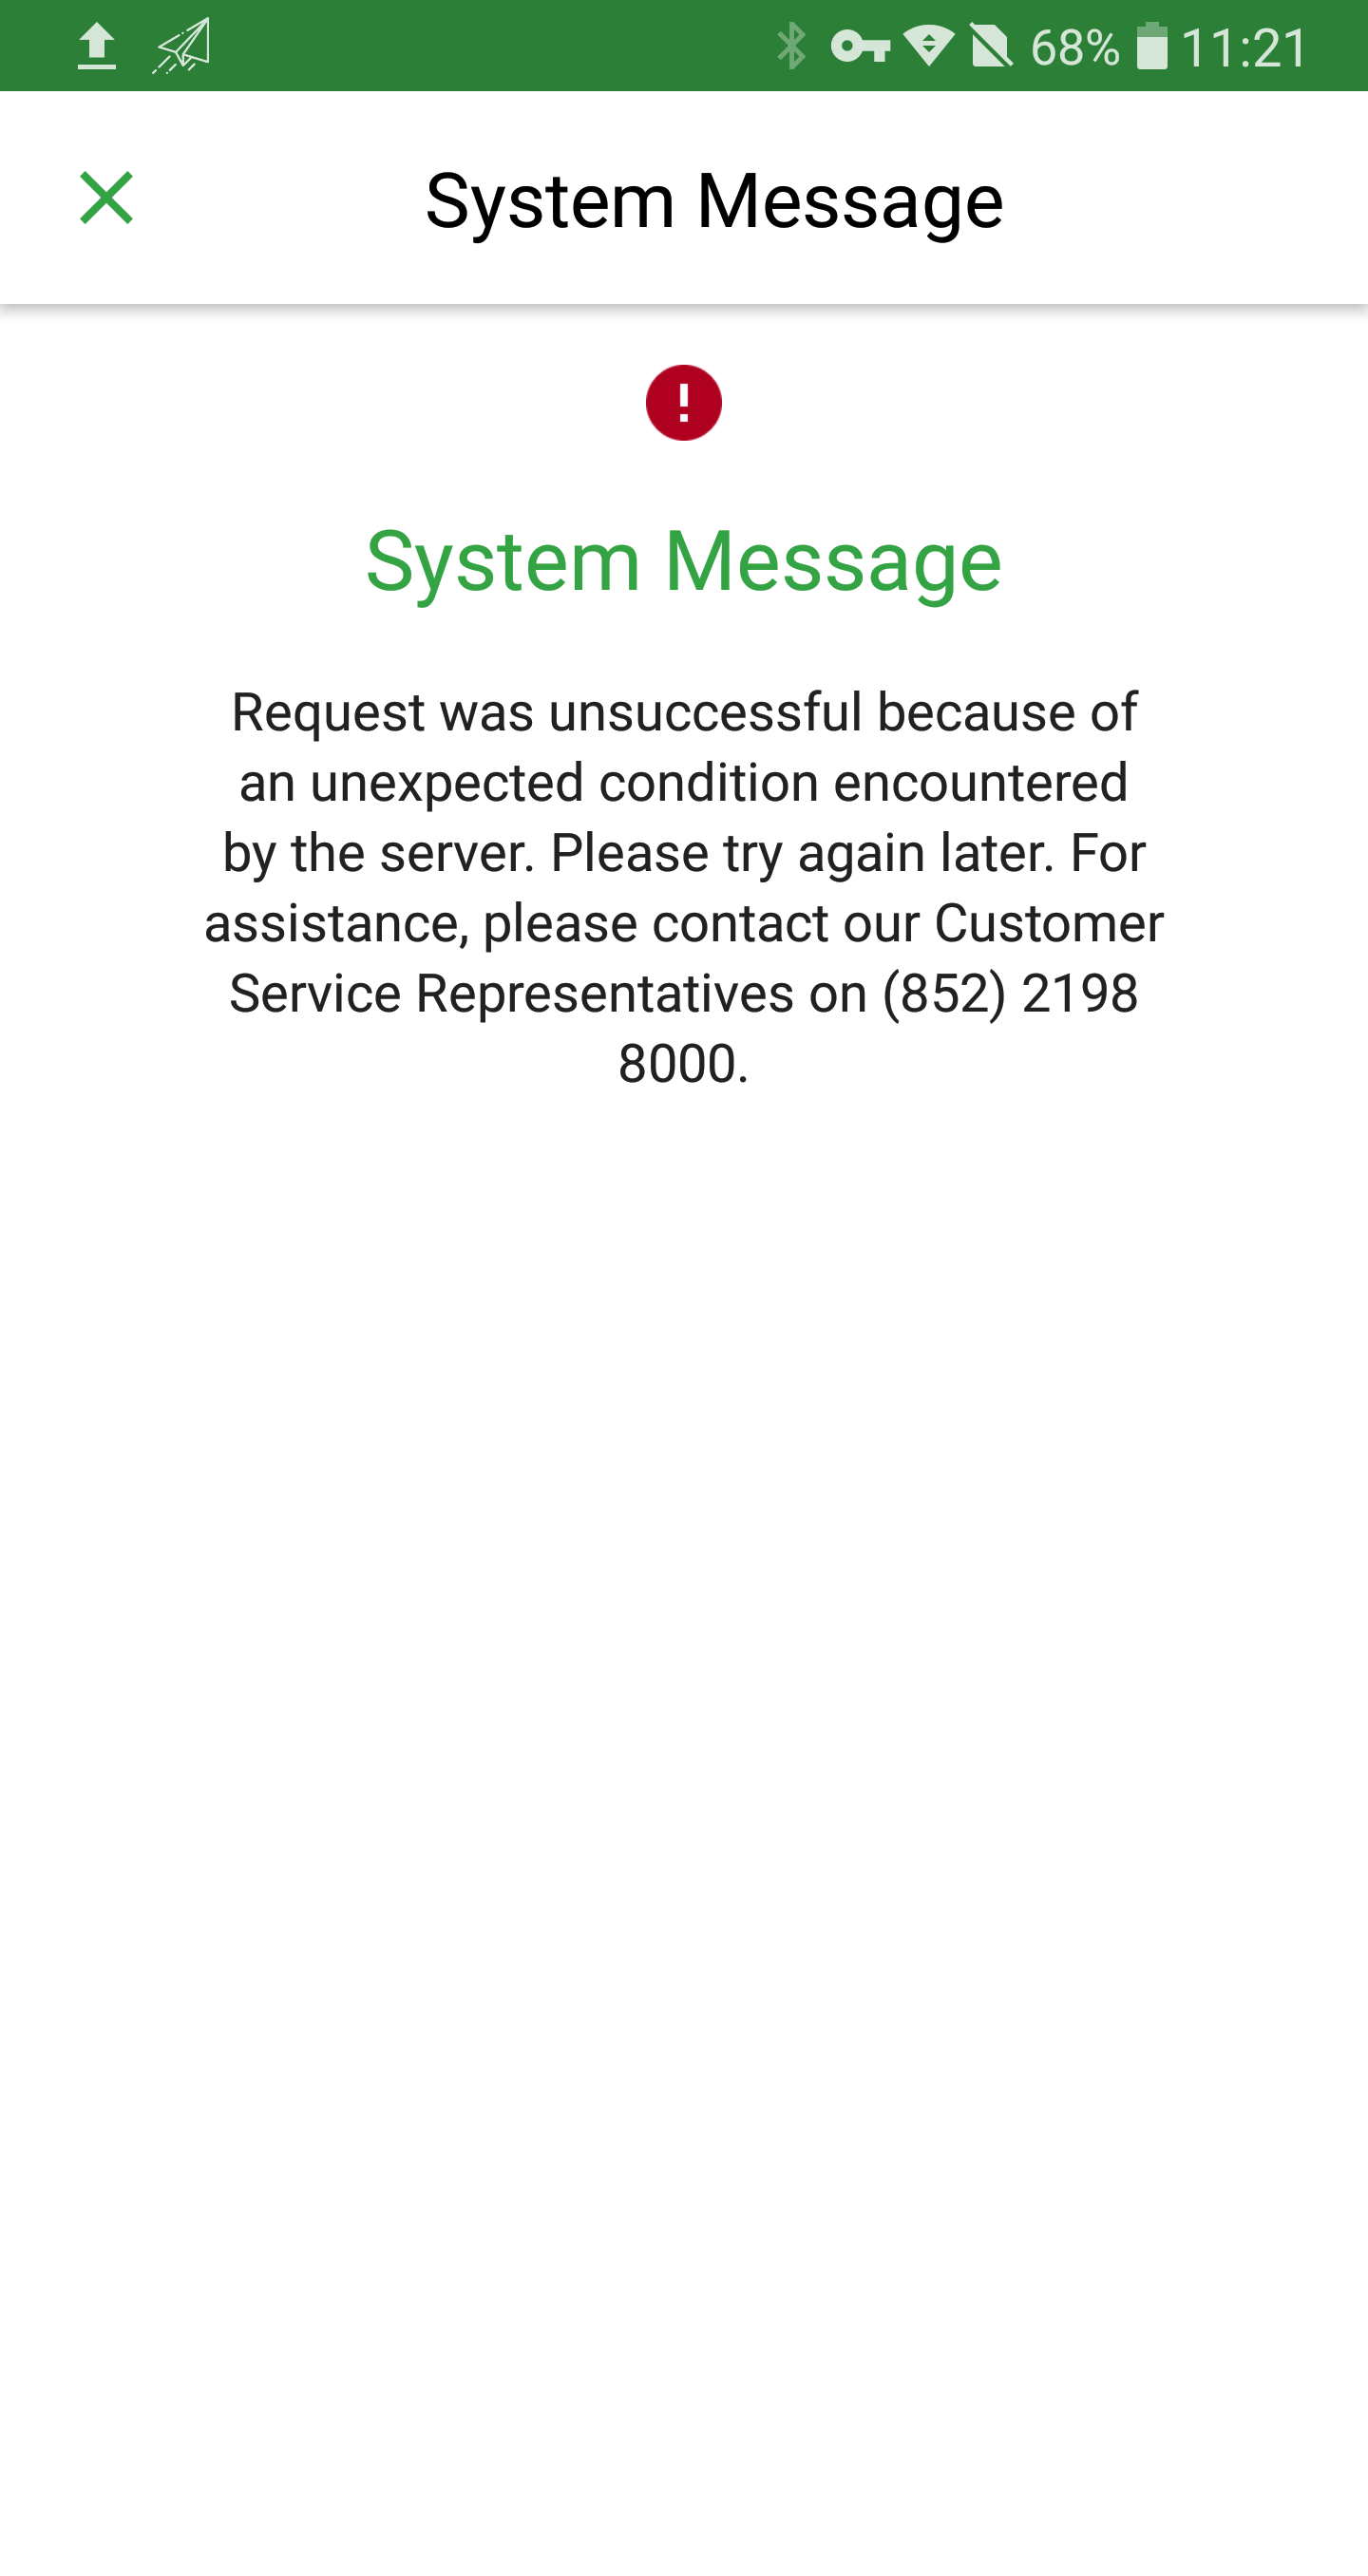 68% 11:21
System Message
System Message
Request was unsuccessful because of
an unexpected condition encountered
by the server. Please try again later. For
assistance, please contact our Customer
Service Representatives on (852) 2198
8000.